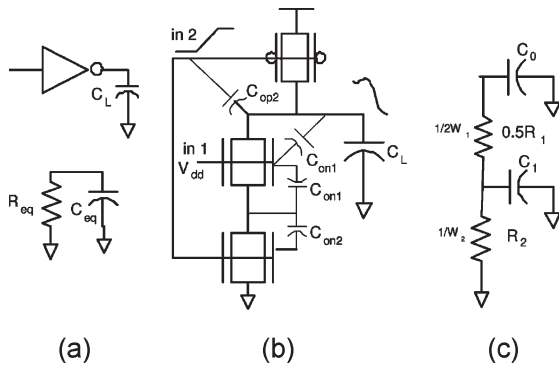 C_L
R_eq
C_eq
(a)
in 2
C_op2
in 1
V_dd
C_on1
C_on1
C_on2
C_L
(b)
C_0
1/2W_1
0.5R_1
C_1
1/W_2
R_2
(c)